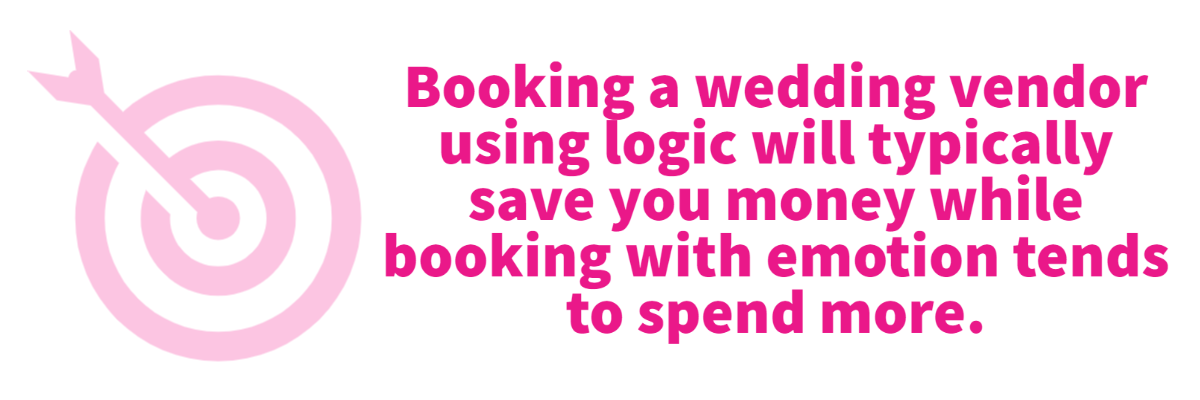 Booking a wedding vendor
using logic will typically
save you money while
booking with emotion tends
to spend more.